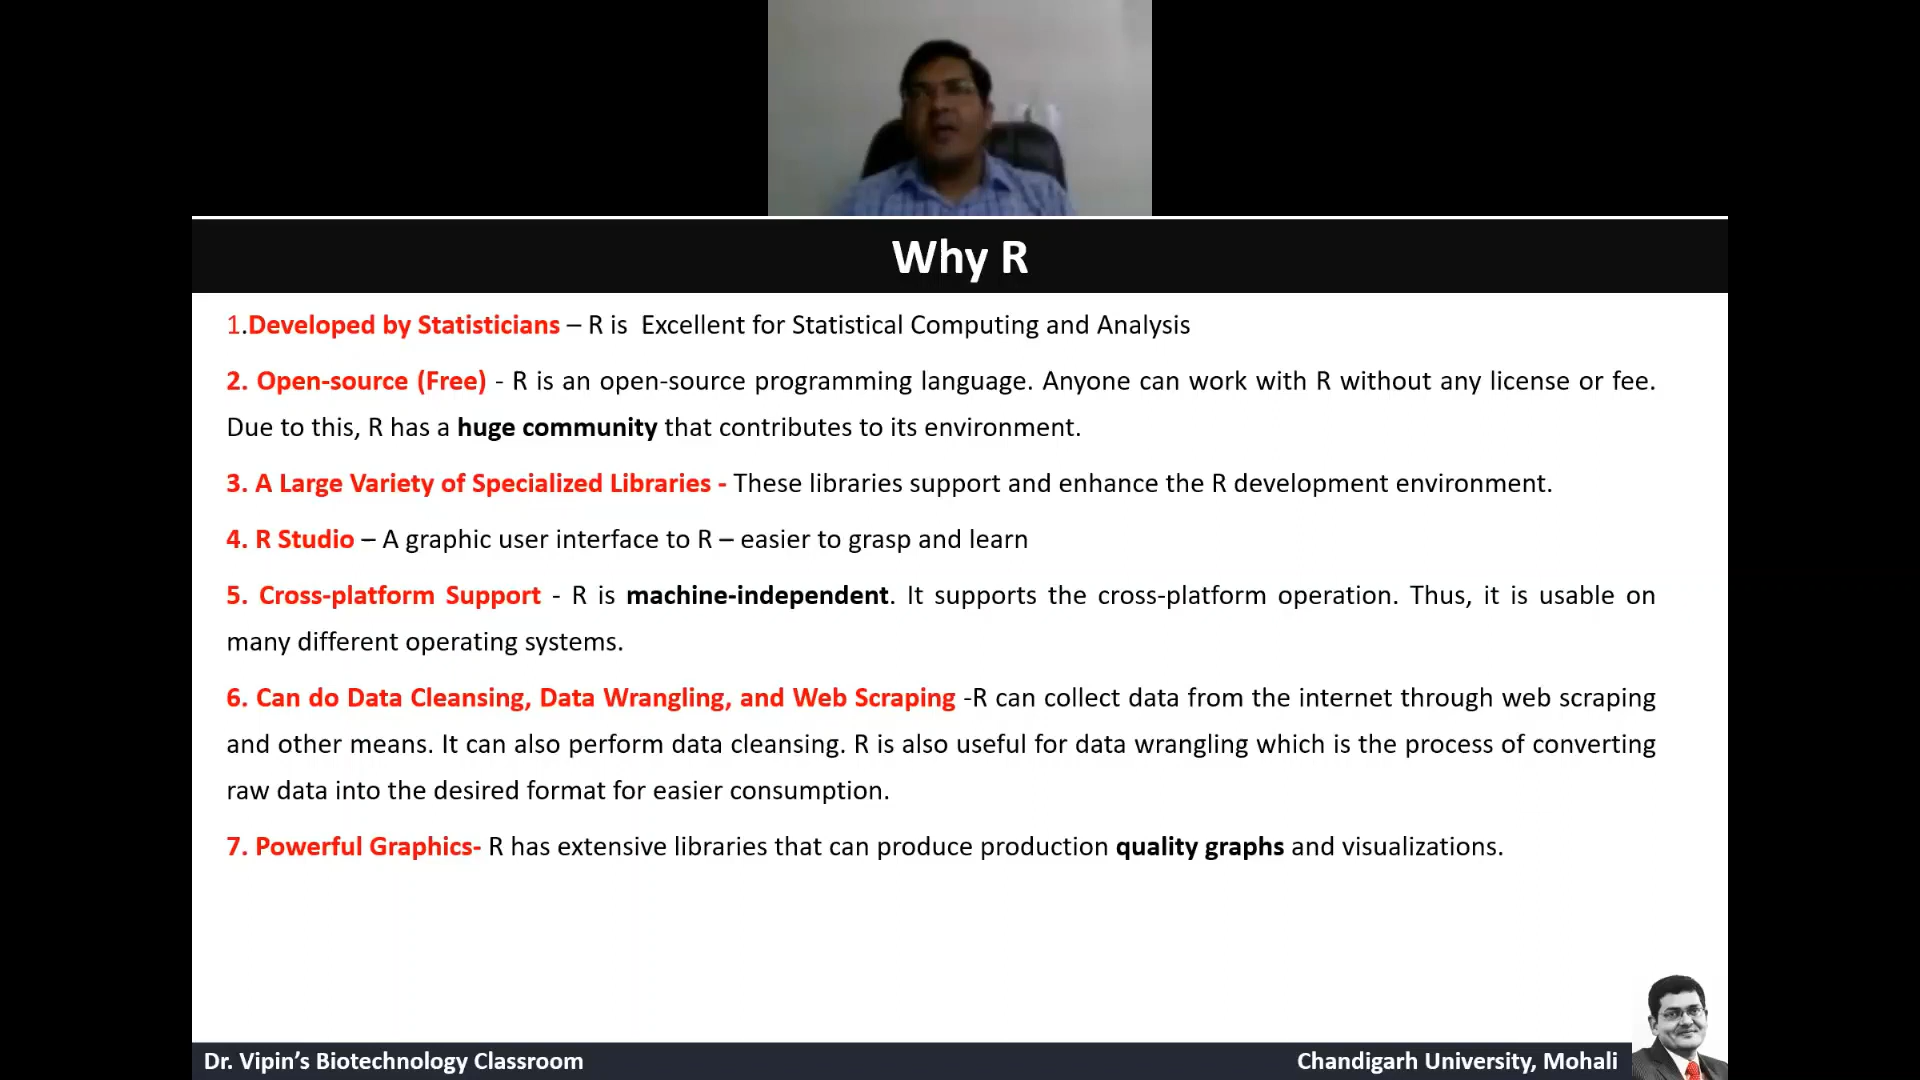 Why R
1.Developed by Statisticians – R is  Excellent for Statistical Computing and Analysis
2. Open-source (Free) - R is an open-source programming language. Anyone can work with R without any license or fee.
Due to this, R has a huge community that contributes to its environment.
3. A Large Variety of Specialized Libraries - These libraries support and enhance the R development environment.
4. R Studio – A graphic user interface to R – easier to grasp and learn
5. Cross-platform Support - R is machine-independent. It supports the cross-platform operation. Thus, it is usable on
many different operating systems.
6. Can do Data Cleansing, Data Wrangling, and Web Scraping -R can collect data from the internet through web scraping
and other means. It can also perform data cleansing. R is also useful for data wrangling which is the process of converting
raw data into the desired format for easier consumption.
7. Powerful Graphics- R has extensive libraries that can produce production quality graphs and visualizations.
Dr. Vipin’s Biotechnology Classroom
Chandigarh University, Mohali